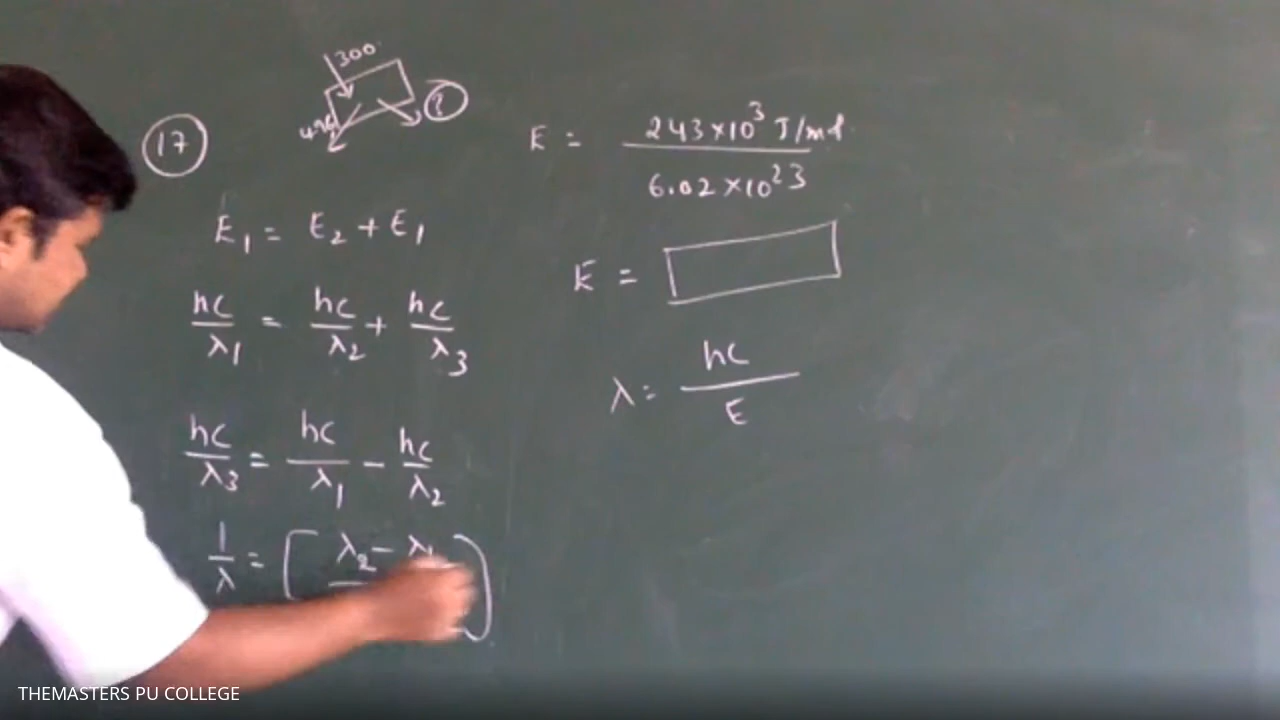 300
?
17
E₁ = E₂ + E₁
hc/λ₁ = hc/λ₂ + hc/λ₃
hc/λ₃ = hc/λ₁ − hc/λ₂
1/λ = [ λ₂ − λ₁
E = 243×10³ J/mol / 6.02×10²³
E =
λ = hc/E
THEMASTERS PU COLLEGE